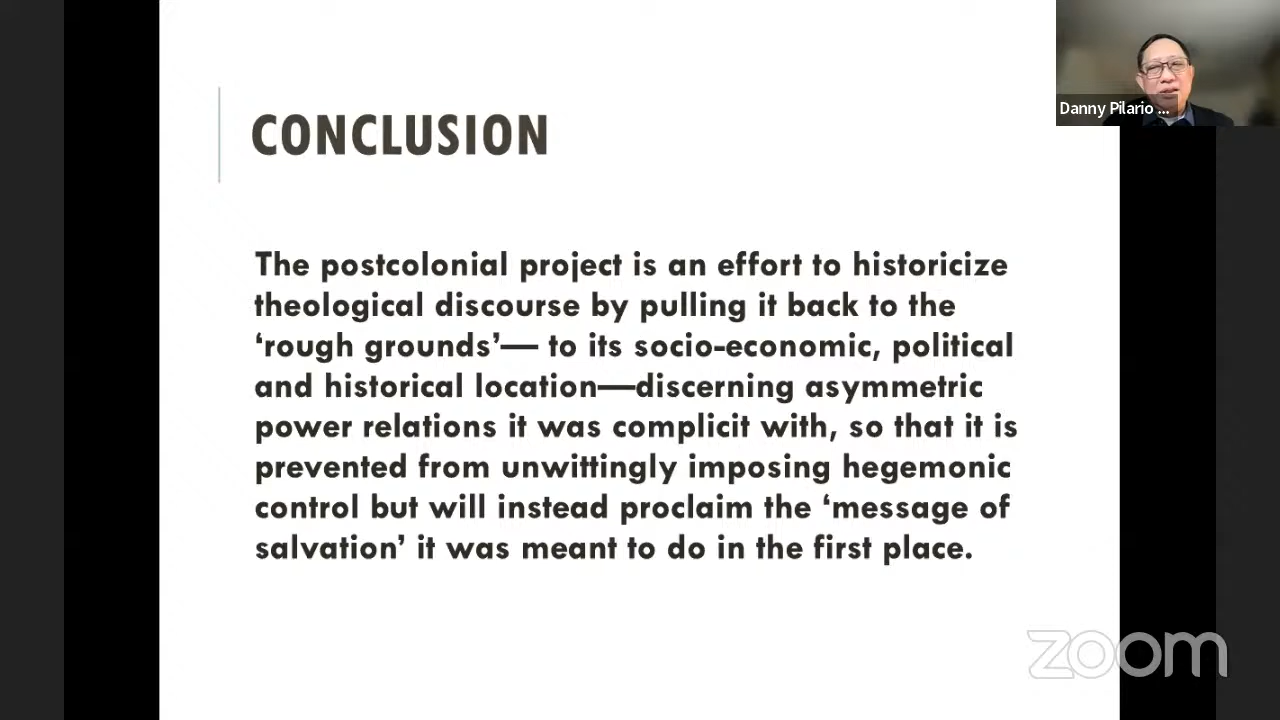 CONCLUSION
The postcolonial project is an effort to historicize
theological discourse by pulling it back to the
‘rough grounds’— to its socio-economic, political
and historical location—discerning asymmetric
power relations it was complicit with, so that it is
prevented from unwittingly imposing hegemonic
control but will instead proclaim the ‘message of
salvation’ it was meant to do in the first place.
Danny Pilario ...
zoom